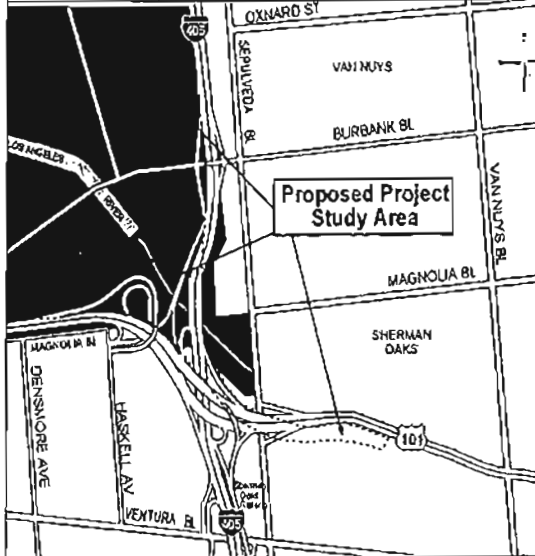 OXNARD ST
405
SEPULVEDA BL
VAN NUYS
BURBANK BL
LOS ANGELES
RIVER
VAN NUYS BL
Proposed Project
Study Area
MAGNOLIA BL
SHERMAN
OAKS
MAGNOLIA Bl
DENSMORE AVE
HASKELL AV
101
VENTURA BL
405